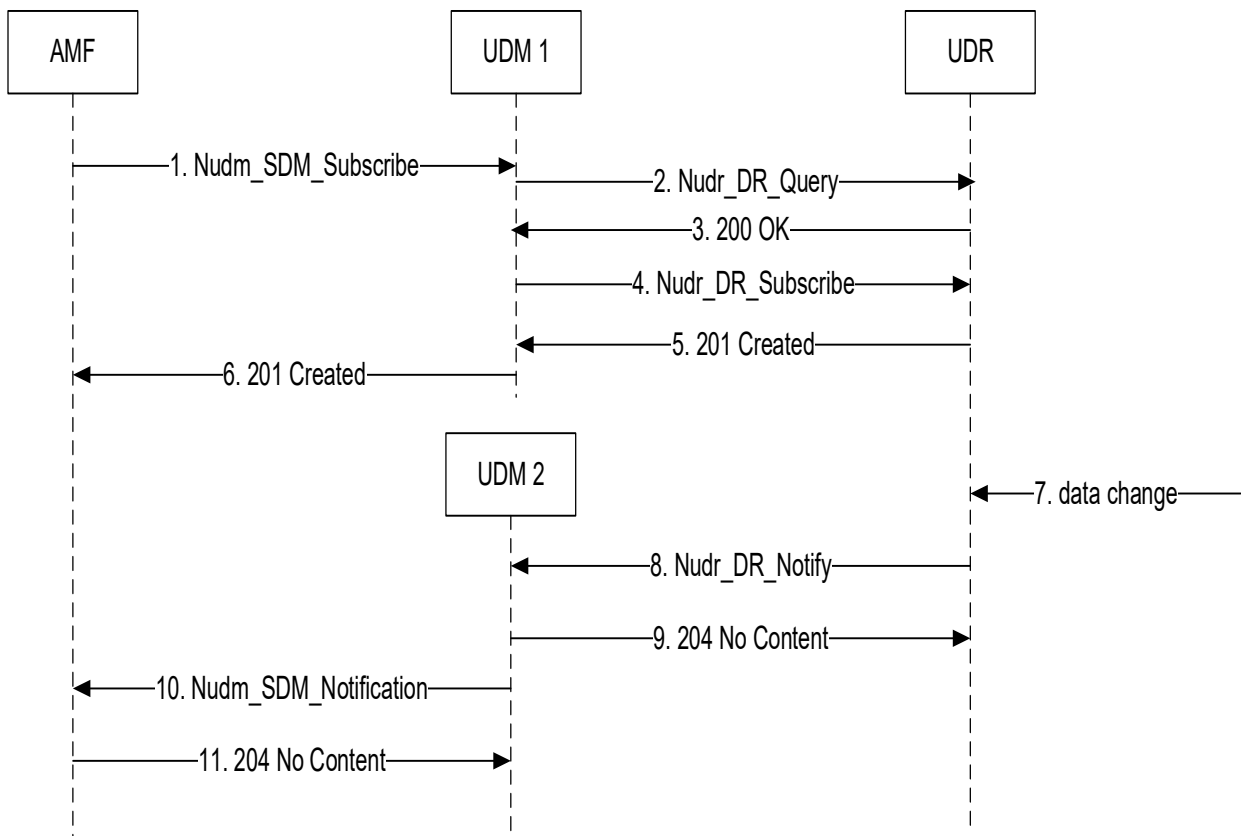 AMF
UDM 1
UDR
1. Nudm_SDM_Subscribe
2. Nudr_DR_Query
3. 200 OK
4. Nudr_DR_Subscribe
5. 201 Created
6. 201 Created
UDM 2
7. data change
8. Nudr_DR_Notify
9. 204 No Content
10. Nudm_SDM_Notification
11. 204 No Content